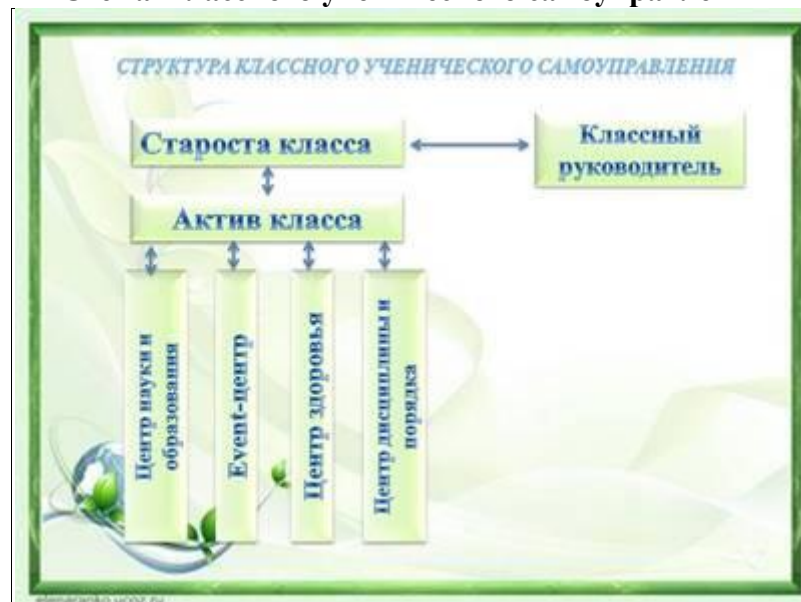 СТРУКТУРА КЛАССНОГО УЧЕНИЧЕСКОГО САМОУПРАВЛЕНИЯ
Староста класса
Классный
руководитель
Актив класса
Центр науки и
образования
Event-центр
Центр здоровья
Центр дисциплины и
порядка